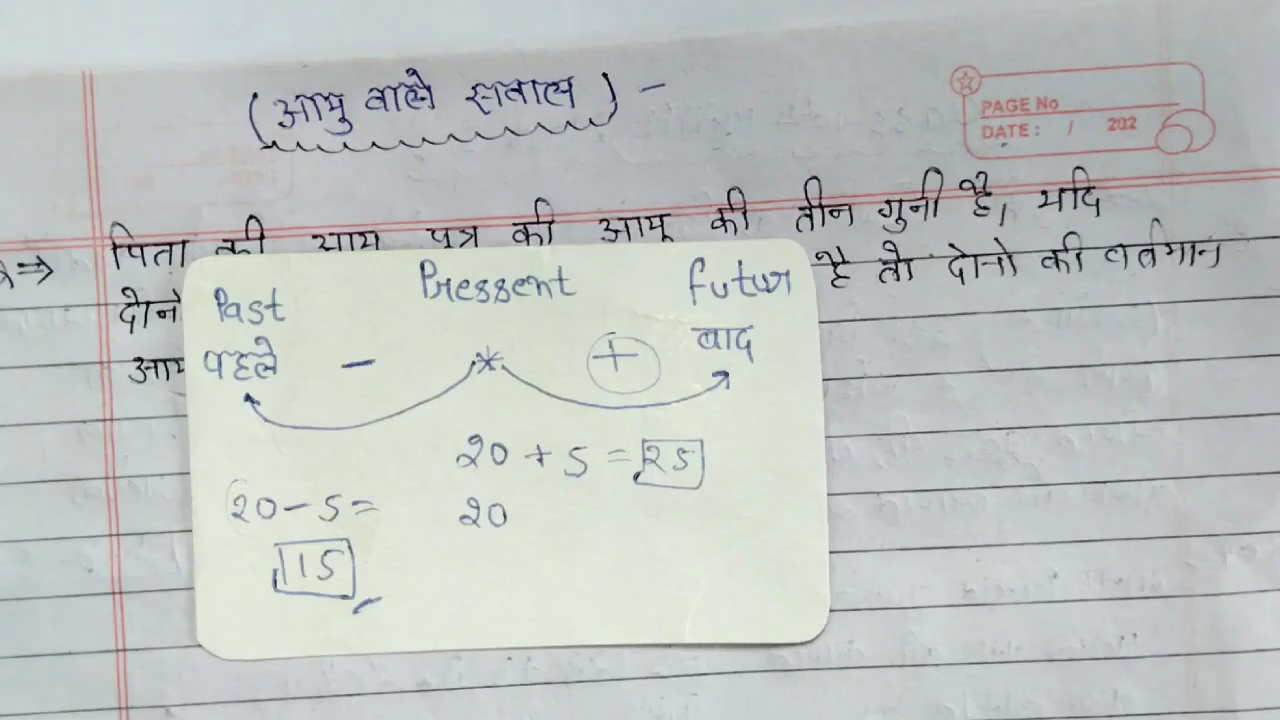 (आयु वाले सवाल) -
PAGE No
DATE: / 202
पिता की आयु पुत्र की आयु की तीन गुनी है, यदि
दोनो है तो दोनो की वर्तमान
आयु
Past Pressent futur
पहले - * + बाद
20 + 5 = 25
20 - 5 = 20
15